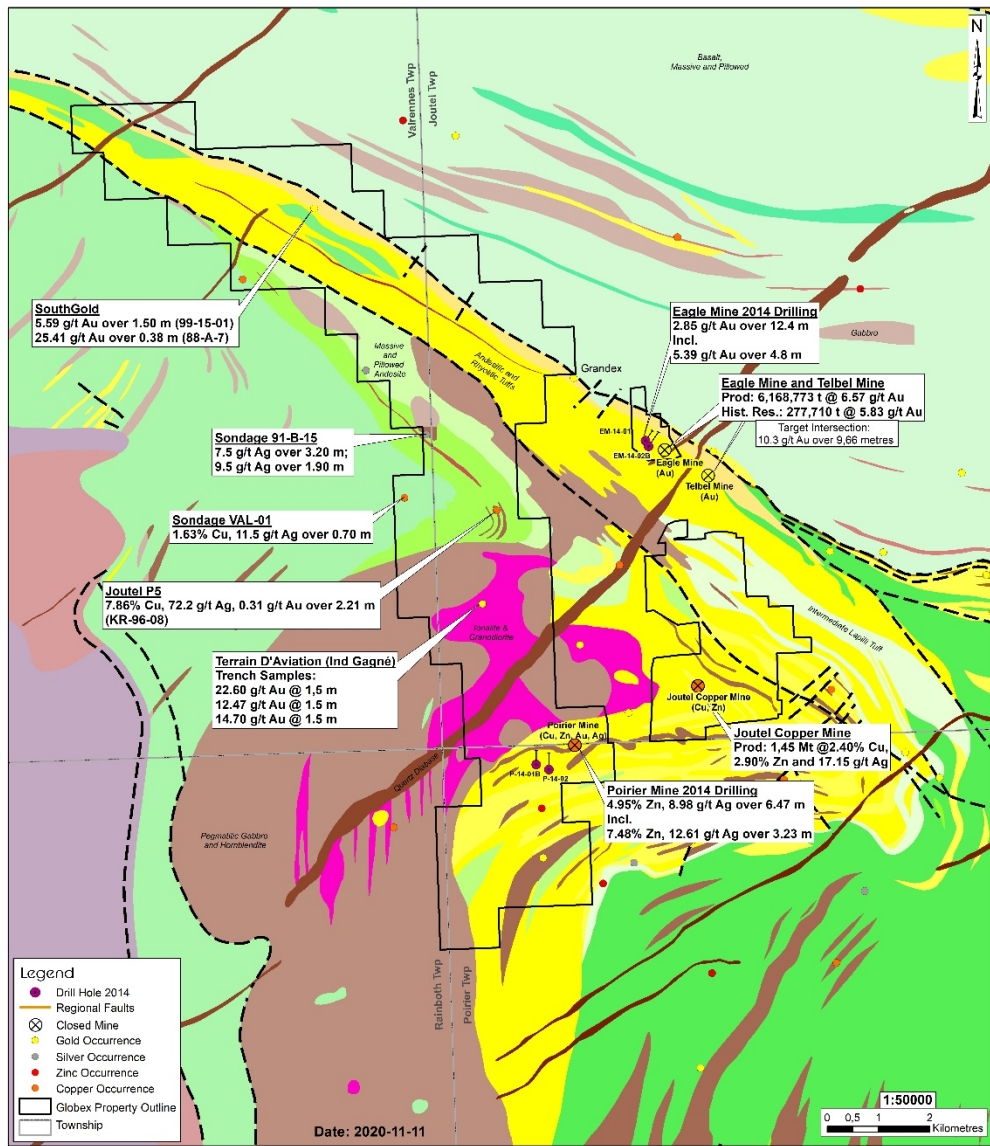 N
Basalt,
Massive and Pillowed
Valrennes Twp
Joutel Twp
SouthGold
5.59 g/t Au over 1.50 m (99-15-01)
25.41 g/t Au over 0.38 m (88-A-7)
Massive
and
Pillowed
Andesite
Andesitic and
Rhyolitic Tuffs
Grandex
Gabbro
Eagle Mine 2014 Drilling
2.85 g/t Au over 12.4 m
Incl.
5.39 g/t Au over 4.8 m
Eagle Mine and Telbel Mine
Prod: 6,168,773 t @ 6.57 g/t Au
Hist. Res.: 277,710 t @ 5.83 g/t Au
Target Intersection:
10.3 g/t Au over 9,66 metres
EM-14-01
EM-14-02B
Eagle Mine
(Au)
Telbel Mine
(Au)
Sondage 91-B-15
7.5 g/t Ag over 3.20 m;
9.5 g/t Ag over 1.90 m
Sondage VAL-01
1.63% Cu, 11.5 g/t Ag over 0.70 m
Joutel P5
7.86% Cu, 72.2 g/t Ag, 0.31 g/t Au over 2.21 m
(KR-96-08)
Tonalite &
Granodiorite
Intermediate Lapilli Tuff
Terrain D'Aviation (Ind Gagné)
Trench Samples:
22.60 g/t Au @ 1,5 m
12.47 g/t Au @ 1.5 m
14.70 g/t Au @ 1.5 m
Joutel Copper Mine
(Cu, Zn)
Joutel Copper Mine
Prod: 1,45 Mt @2.40% Cu,
2.90% Zn and 17.15 g/t Ag
Poirier Mine
(Cu, Zn, Au, Ag)
P-14-01B
P-14-02
Poirier Mine 2014 Drilling
4.95% Zn, 8.98 g/t Ag over 6.47 m
Incl.
7.48% Zn, 12.61 g/t Ag over 3.23 m
Quartz Diabase
Pegmatitic Gabbro
and Hornblendite
Rainboth Twp
Poirier Twp
Legend
Drill Hole 2014
Regional Faults
Closed Mine
Gold Occurrence
Silver Occurrence
Zinc Occurrence
Copper Occurrence
Globex Property Outline
Township
Date: 2020-11-11
1:50000
0 0,5 1 2
Kilometres